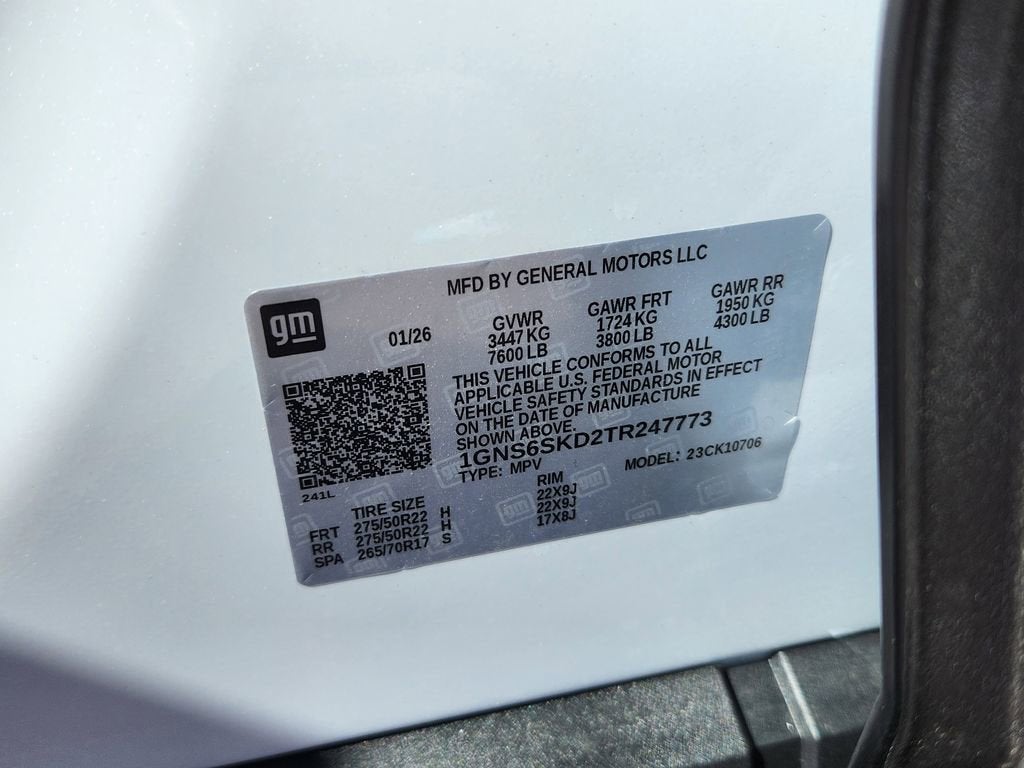 MFD BY GENERAL MOTORS LLC
gm
01/26
GVWR GAWR FRT GAWR RR
3447 KG 1724 KG 1950 KG
7600 LB 3800 LB 4300 LB
THIS VEHICLE CONFORMS TO ALL
APPLICABLE U.S. FEDERAL MOTOR
VEHICLE SAFETY STANDARDS IN EFFECT
ON THE DATE OF MANUFACTURE
SHOWN ABOVE.
1GNS6SKD2TR247773
TYPE: MPV MODEL: 23CK10706
241L
TIRE SIZE RIM
FRT 275/50R22 H 22X9J
RR 275/50R22 H 22X9J
SPA 265/70R17 S 17X8J